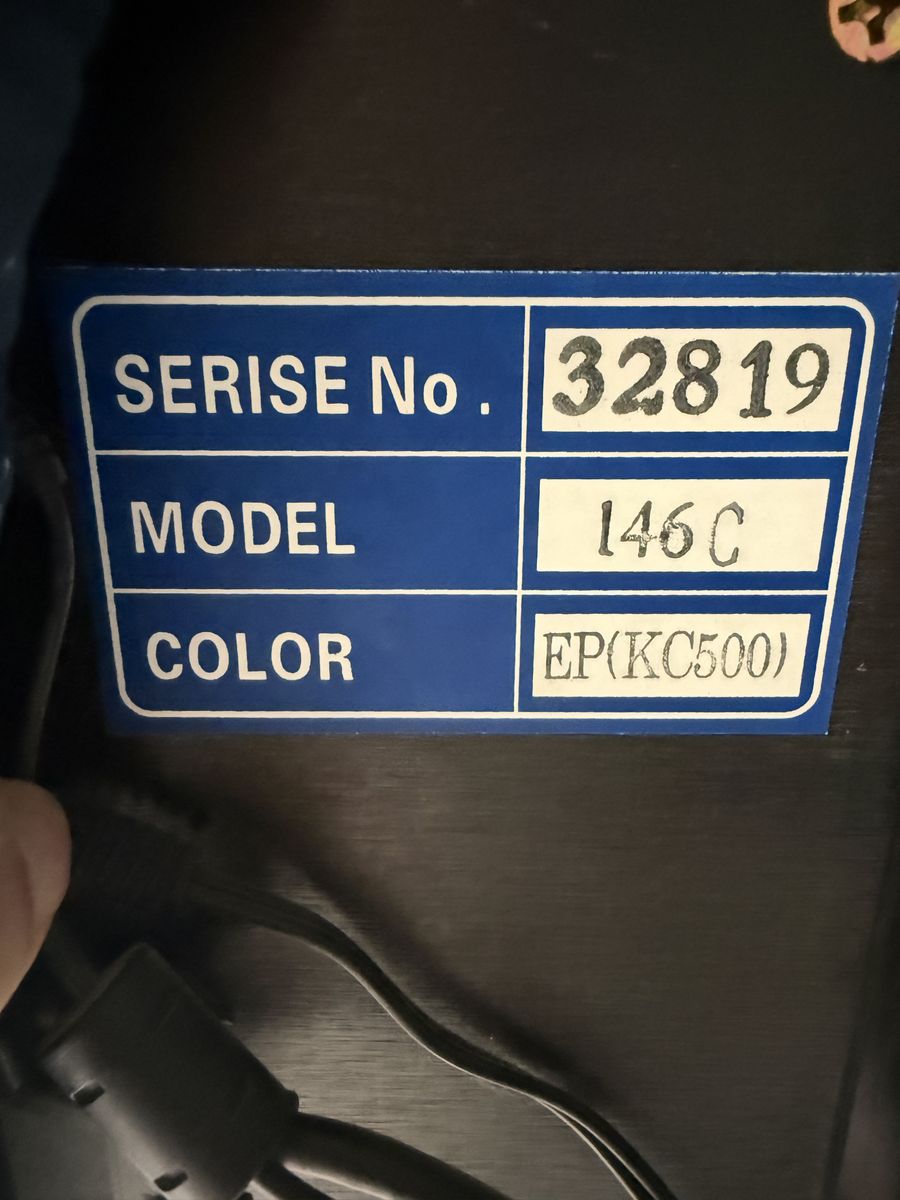 SERISE No. 32819
MODEL 146C
COLOR EP(KC500)